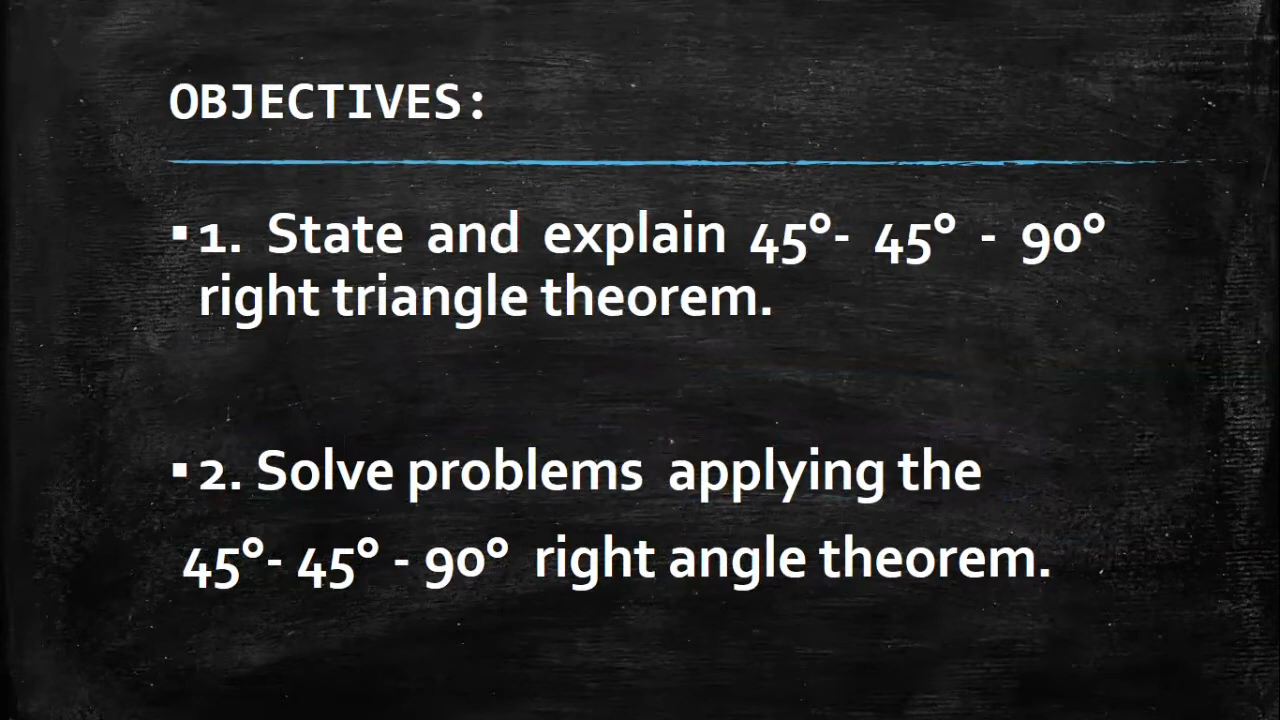 OBJECTIVES:
▪1. State and explain 45°- 45° - 90°
right triangle theorem.
▪2. Solve problems applying the
45°- 45° - 90° right angle theorem.